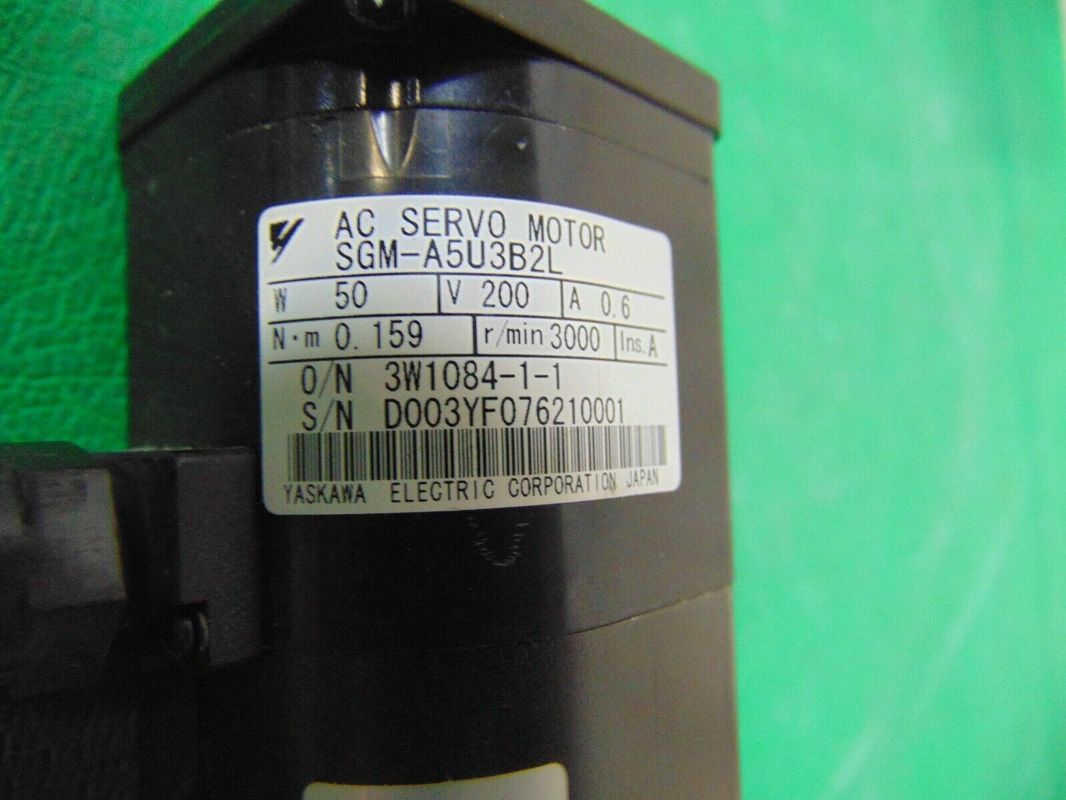 AC SERVO MOTOR
SGM-A5U3B2L
W 50 V 200 A 0.6
N・m 0.159 r/min 3000 Ins. A
O/N 3W1084-1-1
S/N D003YF076210001
YASKAWA ELECTRIC CORPORATION JAPAN